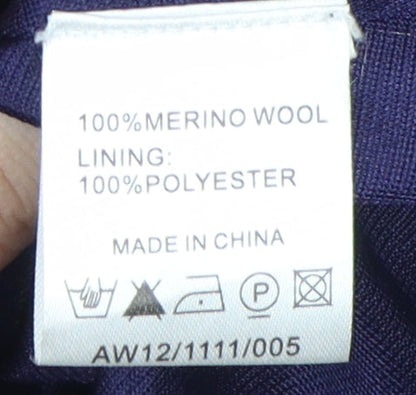 100%MERINO WOOL
LINING:
100%POLYESTER
MADE IN CHINA
P
AW12/1111/005